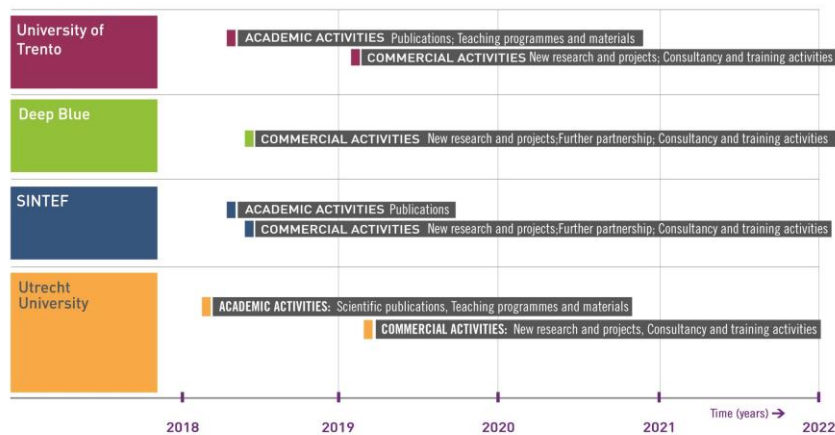 University of
Trento
ACADEMIC ACTIVITIES Publications; Teaching programmes and materials
COMMERCIAL ACTIVITIES New research and projects; Consultancy and training activities
Deep Blue
COMMERCIAL ACTIVITIES New research and projects;Further partnership; Consultancy and training activities
SINTEF
ACADEMIC ACTIVITIES Publications
COMMERCIAL ACTIVITIES New research and projects;Further partnership; Consultancy and training activities
Utrecht
University
ACADEMIC ACTIVITIES: Scientific publications, Teaching programmes and materials
COMMERCIAL ACTIVITIES: New research and projects, Consultancy and training activities
Time (years) →
2018 2019 2020 2021 2022